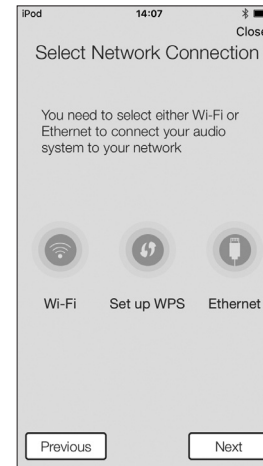 iPod 14:07
Close
Select Network Connection
You need to select either Wi-Fi or
Ethernet to connect your audio
system to your network
Wi-Fi Set up WPS Ethernet
Previous Next